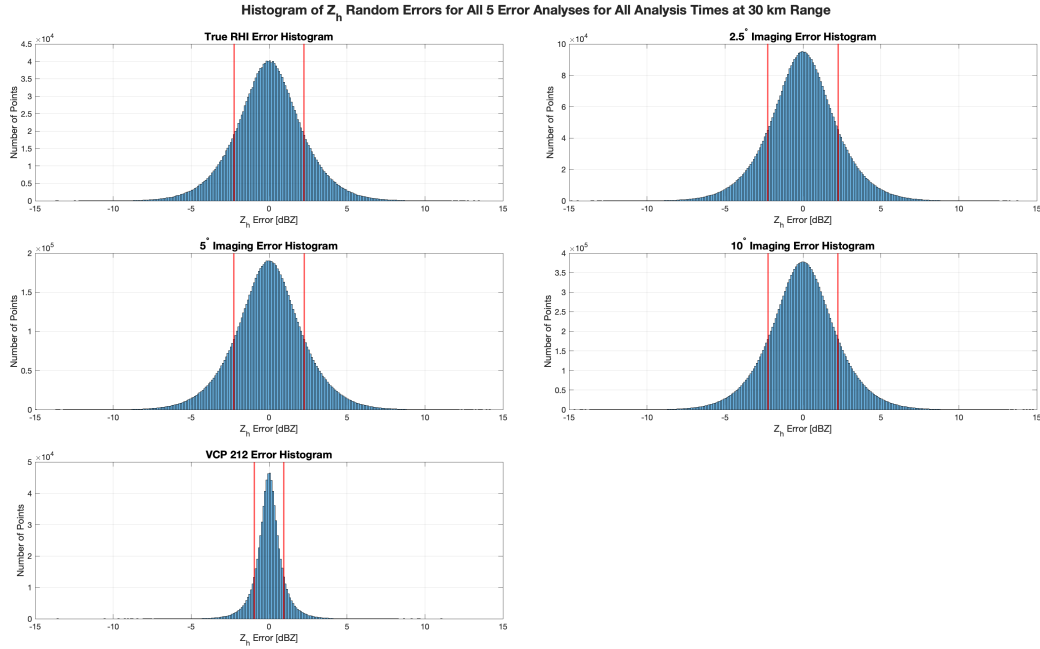 Histogram of Zh Random Errors for All 5 Error Analyses for All Analysis Times at 30 km Range
True RHI Error Histogram
×10^4
4.5
4
3.5
3
2.5
2
1.5
1
0.5
0
Number of Points
-15 -10 -5 0 5 10 15
Zh Error [dBZ]
2.5° Imaging Error Histogram
×10^4
10
8
6
4
2
0
Number of Points
-15 -10 -5 0 5 10 15
Zh Error [dBZ]
5° Imaging Error Histogram
×10^5
2
1.5
1
0.5
0
Number of Points
-15 -10 -5 0 5 10 15
Zh Error [dBZ]
10° Imaging Error Histogram
×10^5
4
3.5
3
2.5
2
1.5
1
0.5
0
Number of Points
-15 -10 -5 0 5 10 15
Zh Error [dBZ]
VCP 212 Error Histogram
×10^4
5
4
3
2
1
0
Number of Points
-15 -10 -5 0 5 10 15
Zh Error [dBZ]